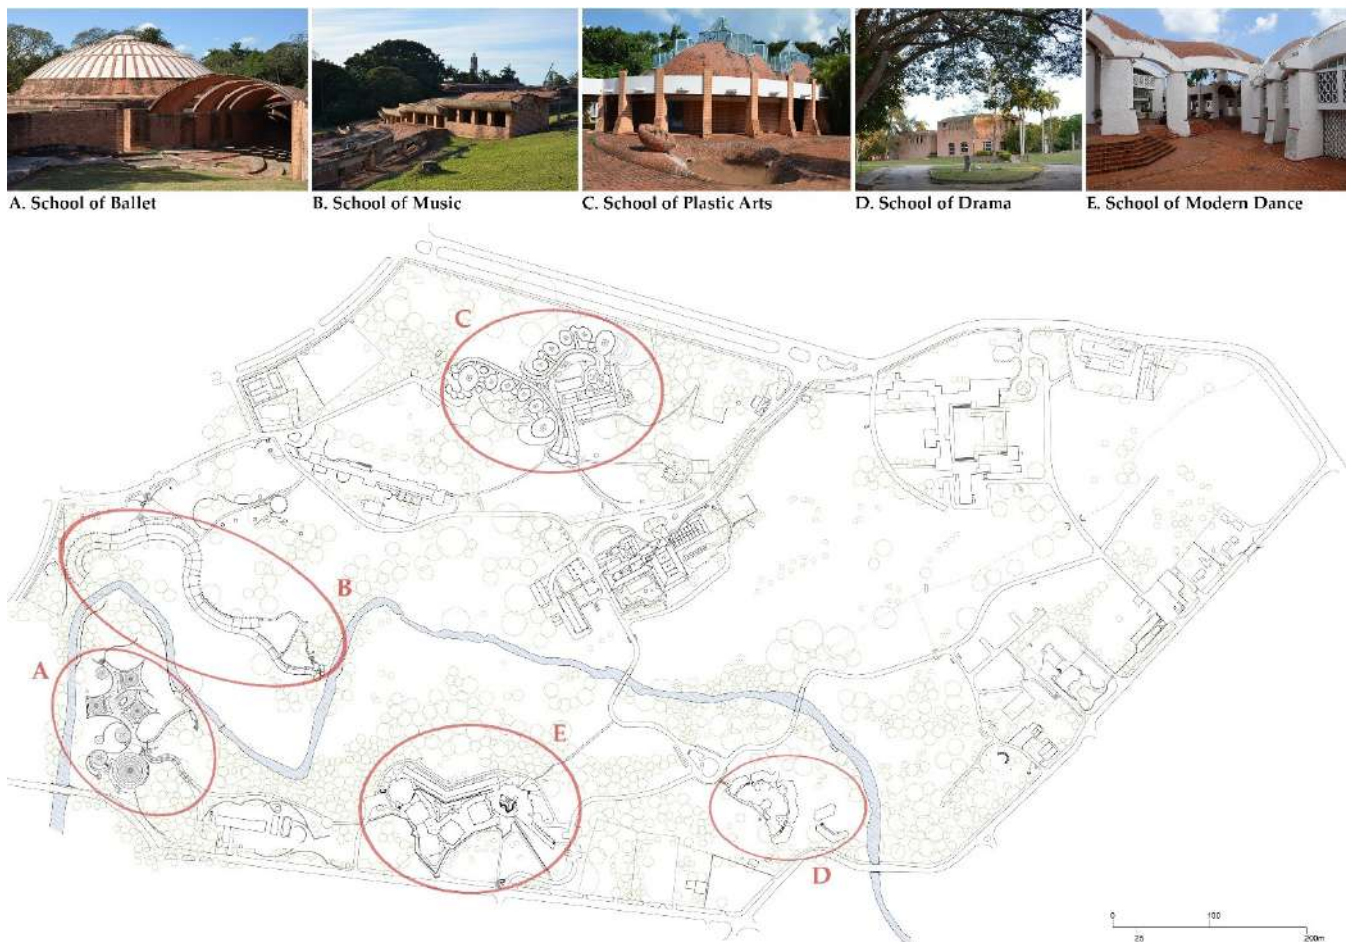 A. School of Ballet
B. School of Music
C. School of Plastic Arts
D. School of Drama
E. School of Modern Dance
C
B
A
E
D
0 100
25 200m